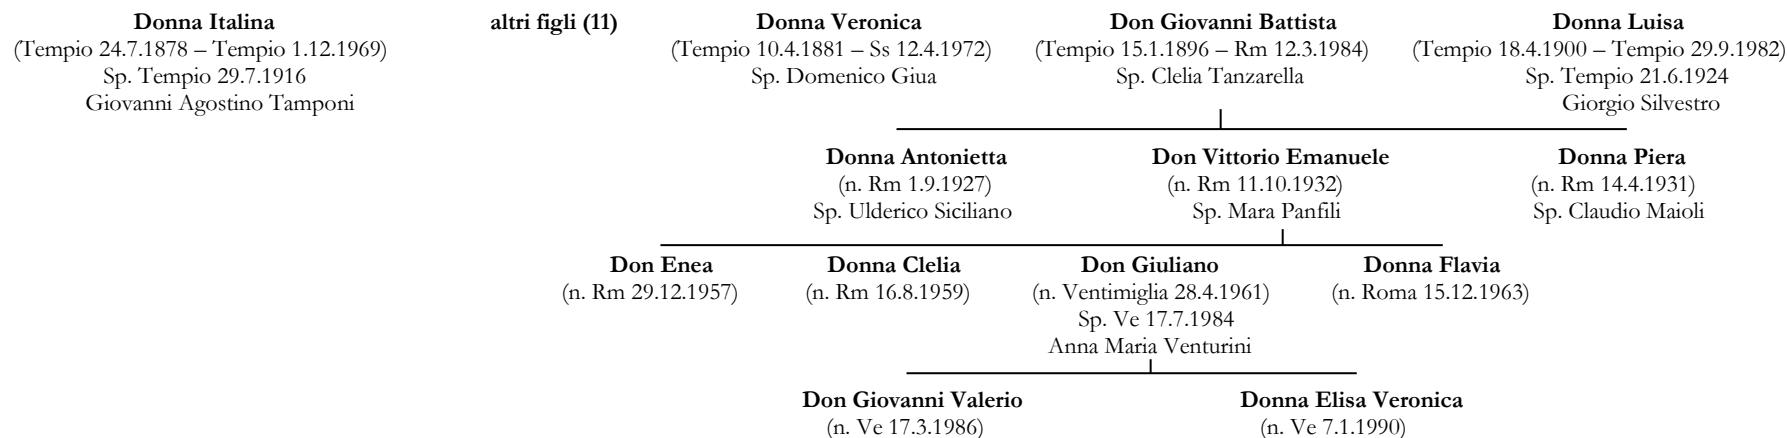 Donna Italina altri figli (11) Donna Veronica Don Giovanni Battista Donna Luisa
(Tempio 24.7.1878 – Tempio 1.12.1969) (Tempio 10.4.1881 – Ss 12.4.1972) (Tempio 15.1.1896 – Rm 12.3.1984) (Tempio 18.4.1900 – Tempio 29.9.1982)
Sp. Tempio 29.7.1916 Sp. Domenico Giua Sp. Clelia Tanzarella Sp. Tempio 21.6.1924
Giovanni Agostino Tamponi Giorgio Silvestro
Donna Antonietta Don Vittorio Emanuele Donna Piera
(n. Rm 1.9.1927) (n. Rm 11.10.1932) (n. Rm 14.4.1931)
Sp. Ulderico Siciliano Sp. Mara Panfili Sp. Claudio Maioli
Don Enea Donna Clelia Don Giuliano Donna Flavia
(n. Rm 29.12.1957) (n. Rm 16.8.1959) (n. Ventimiglia 28.4.1961) (n. Roma 15.12.1963)
Sp. Ve 17.7.1984
Anna Maria Venturini
Don Giovanni Valerio Donna Elisa Veronica
(n. Ve 17.3.1986) (n. Ve 7.1.1990)